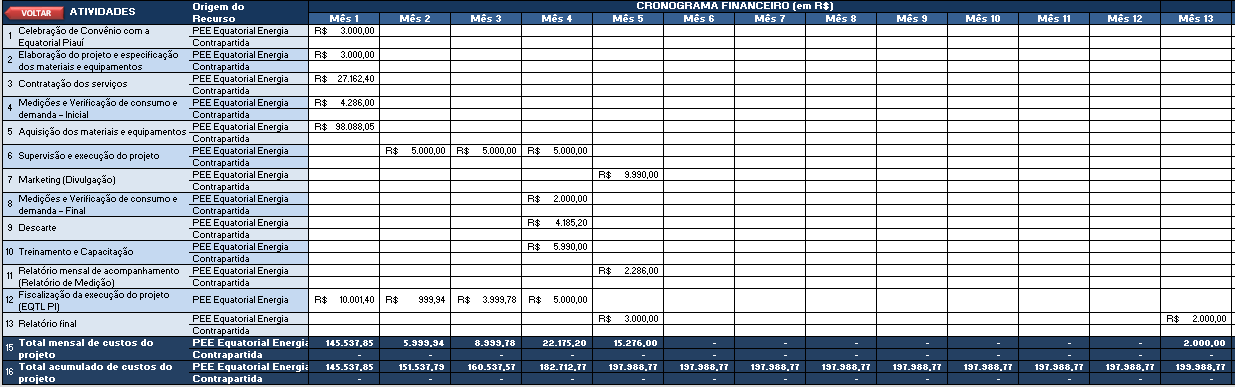 VOLTAR ATIVIDADES Origem do Recurso CRONOGRAMA FINANCEIRO (em R$)
Mês 1 Mês 2 Mês 3 Mês 4 Mês 5 Mês 6 Mês 7 Mês 8 Mês 9 Mês 10 Mês 11 Mês 12 Mês 13
1 Celebração de Convênio com a Equatorial Piauí PEE Equatorial Energia R$ 3.000,00
Contrapartida
2 Elaboração do projeto e especificação dos materiais e equipamentos PEE Equatorial Energia R$ 3.000,00
Contrapartida
3 Contratação dos serviços PEE Equatorial Energia R$ 27.162,40
Contrapartida
4 Medições e Verificação de consumo e demanda - Inicial PEE Equatorial Energia R$ 4.286,00
Contrapartida
5 Aquisição dos materiais e equipamentos PEE Equatorial Energia R$ 98.088,05
Contrapartida
6 Supervisão e execução do projeto PEE Equatorial Energia R$ 5.000,00 R$ 5.000,00 R$ 5.000,00
Contrapartida
7 Marketing (Divulgação) PEE Equatorial Energia R$ 9.990,00
Contrapartida
8 Medições e Verificação de consumo e demanda - Final PEE Equatorial Energia R$ 2.000,00
Contrapartida
9 Descarte PEE Equatorial Energia R$ 4.185,20
Contrapartida
10 Treinamento e Capacitação PEE Equatorial Energia R$ 5.990,00
Contrapartida
11 Relatório mensal de acompanhamento (Relatório de Medição) PEE Equatorial Energia R$ 2.286,00
Contrapartida
12 Fiscalização da execução do projeto (EQTL PI) PEE Equatorial Energia R$ 10.001,40 R$ 999,94 R$ 3.999,78 R$ 5.000,00
13 Relatório final PEE Equatorial Energia R$ 3.000,00 R$ 2.000,00
Contrapartida
15 Total mensal de custos do projeto PEE Equatorial Energia 145.537,85 5.999,94 8.999,78 22.175,20 15.276,00 - - - - - - - 2.000,00
Contrapartida - - - - - - - - - - - - -
16 Total acumulado de custos do projeto PEE Equatorial Energia 145.537,85 151.537,79 160.537,57 182.712,77 197.988,77 197.988,77 197.988,77 197.988,77 197.988,77 197.988,77 197.988,77 197.988,77 199.988,77
Contrapartida - - - - - - - - - - - - -